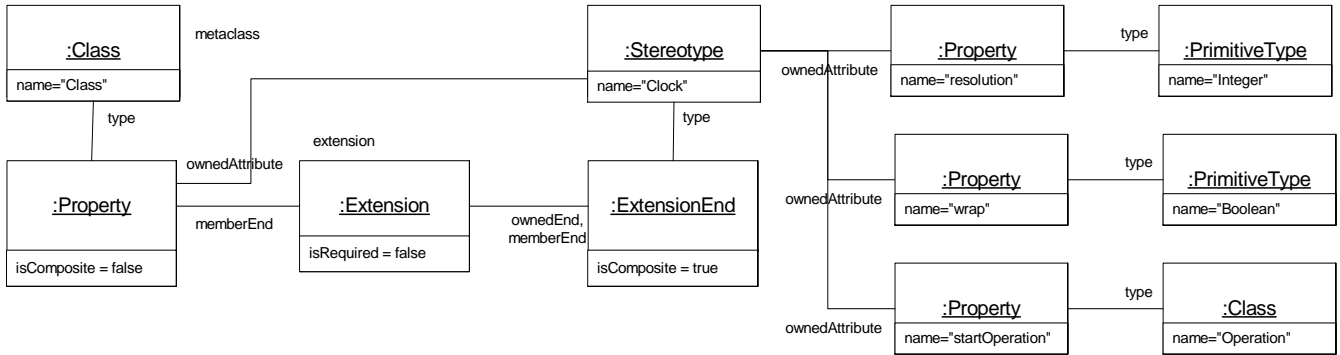 :Class
name="Class"
metaclass
:Stereotype
name="Clock"
ownedAttribute
:Property
name="resolution"
type
:PrimitiveType
name="Integer"
type
type
extension
ownedAttribute
:Property
isComposite = false
memberEnd
:Extension
isRequired = false
ownedEnd,
memberEnd
:ExtensionEnd
isComposite = true
ownedAttribute
:Property
name="wrap"
type
:PrimitiveType
name="Boolean"
ownedAttribute
:Property
name="startOperation"
type
:Class
name="Operation"